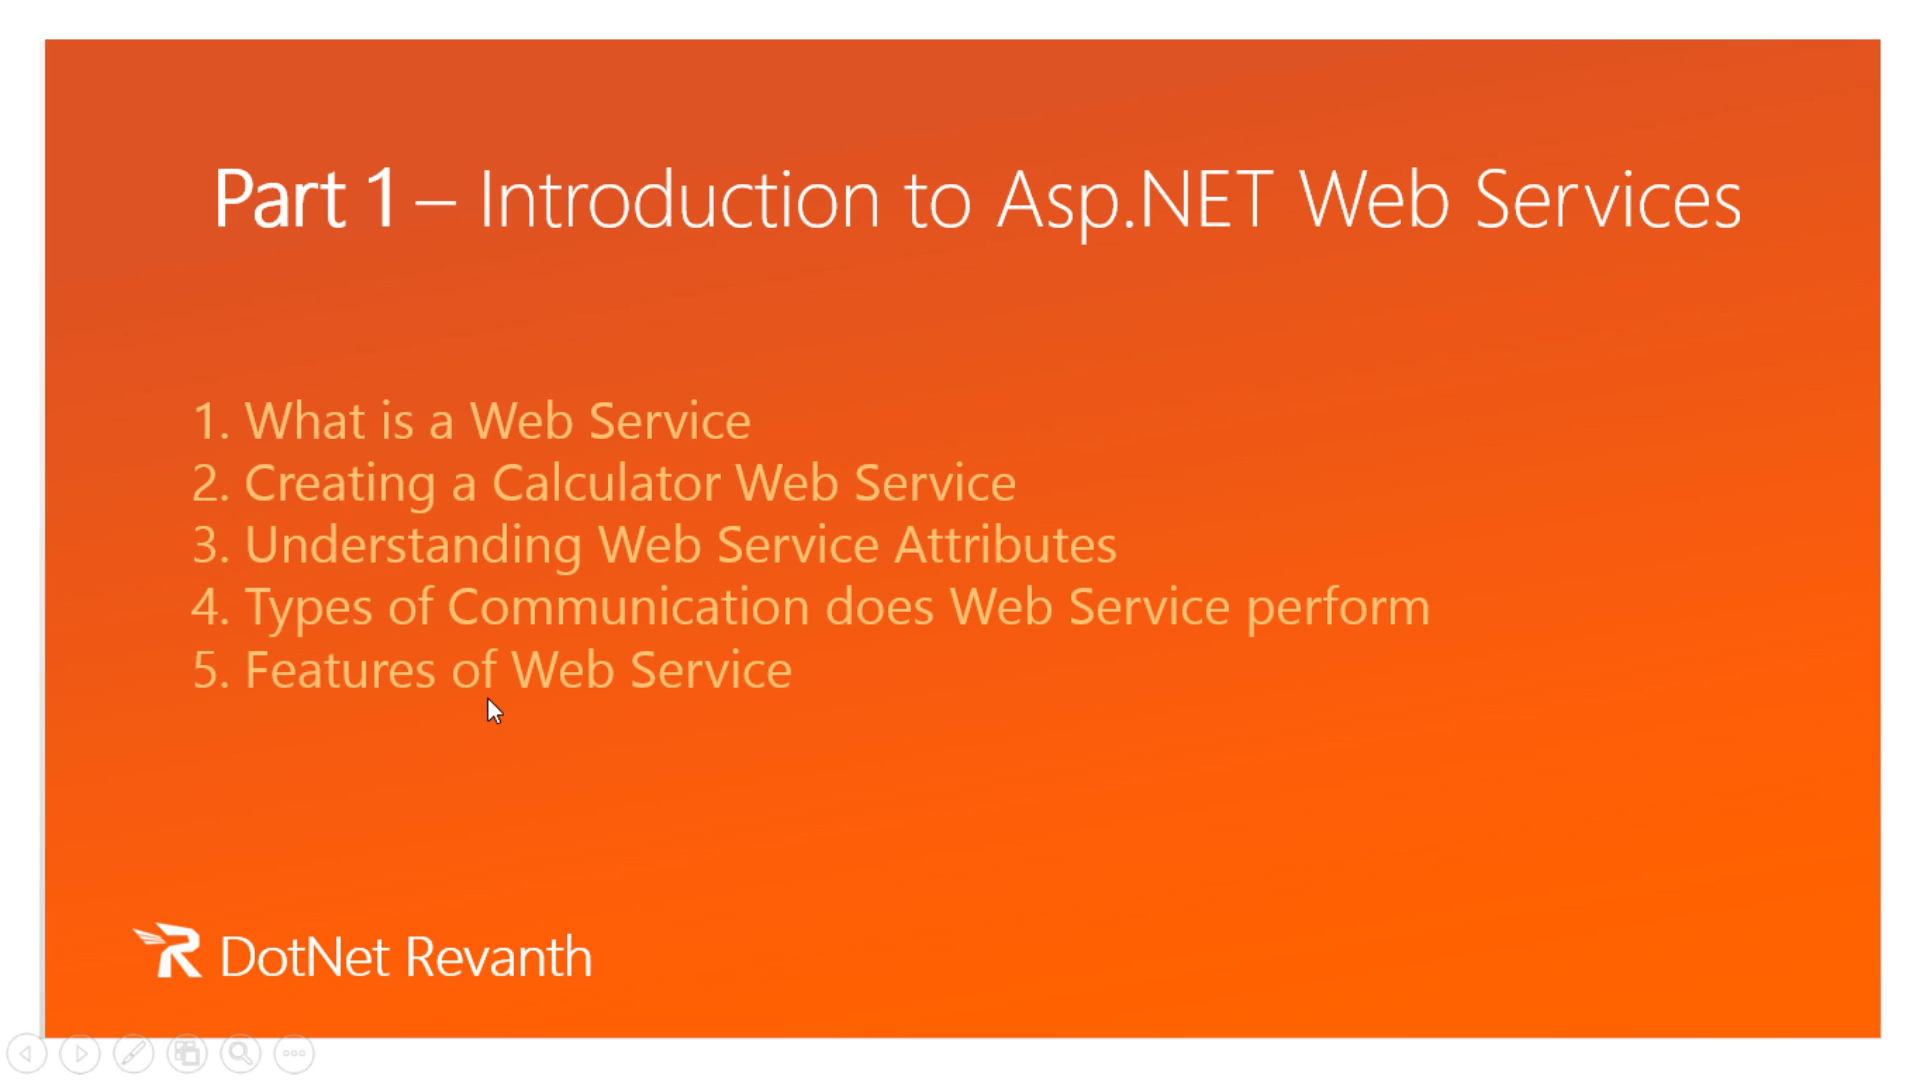 Part 1 – Introduction to Asp.NET Web Services
1. What is a Web Service
2. Creating a Calculator Web Service
3. Understanding Web Service Attributes
4. Types of Communication does Web Service perform
5. Features of Web Service
DotNet Revanth